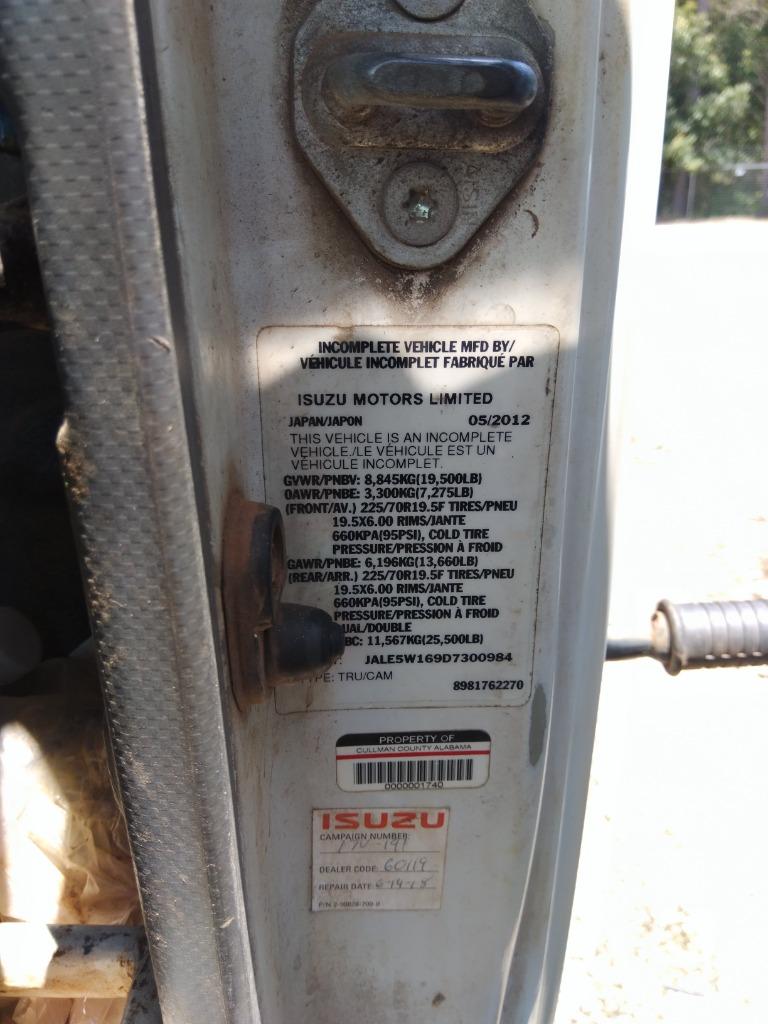 INCOMPLETE VEHICLE MFD BY/
VÉHICULE INCOMPLET FABRIQUÉ PAR
ISUZU MOTORS LIMITED
JAPAN/JAPON 05/2012
THIS VEHICLE IS AN INCOMPLETE
VEHICLE./LE VÉHICULE EST UN
VÉHICULE INCOMPLET.
GVWR/PNBV: 8,845KG(19,500LB)
GAWR/PNBE: 3,300KG(7,275LB)
(FRONT/AV.) 225/70R19.5F TIRES/PNEU
19.5X6.00 RIMS/JANTE
660KPA(95PSI), COLD TIRE
PRESSURE/PRESSION À FROID
GAWR/PNBE: 6,196KG(13,660LB)
(REAR/ARR.) 225/70R19.5F TIRES/PNEU
19.5X6.00 RIMS/JANTE
660KPA(95PSI), COLD TIRE
PRESSURE/PRESSION À FROID
UAL/DOUBLE
BC: 11,567KG(25,500LB)
JALE5W169D7300984
PE: TRU/CAM
8981762270
PROPERTY OF
CULLMAN COUNTY ALABAMA
0000001740
ISUZU
CAMPAIGN NUMBER:
DEALER CODE: 60119
REPAIR DATE